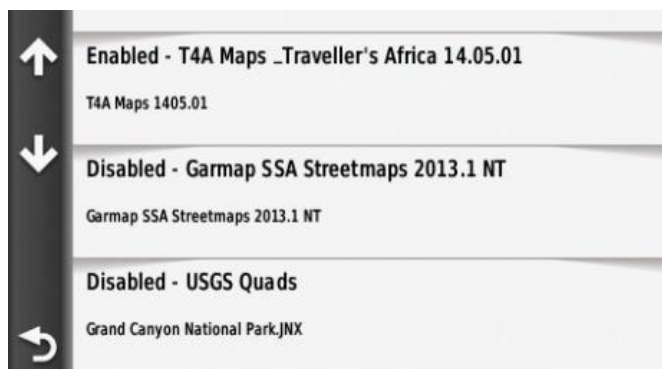 Enabled - T4A Maps _Traveller's Africa 14.05.01
T4A Maps 1405.01
Disabled - Garmap SSA Streetmaps 2013.1 NT
Garmap SSA Streetmaps 2013.1 NT
Disabled - USGS Quads
Grand Canyon National Park.JNX